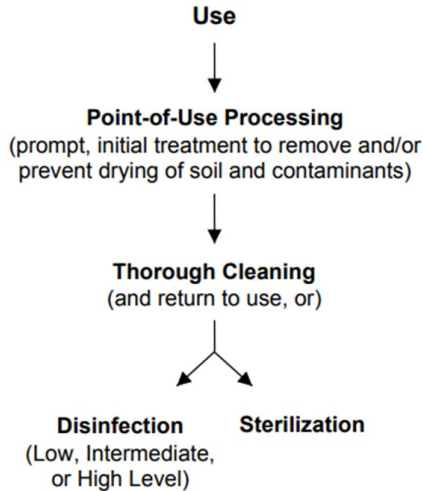 Use
Point-of-Use Processing
(prompt, initial treatment to remove and/or
prevent drying of soil and contaminants)
Thorough Cleaning
(and return to use, or)
Disinfection
(Low, Intermediate,
or High Level)
Sterilization